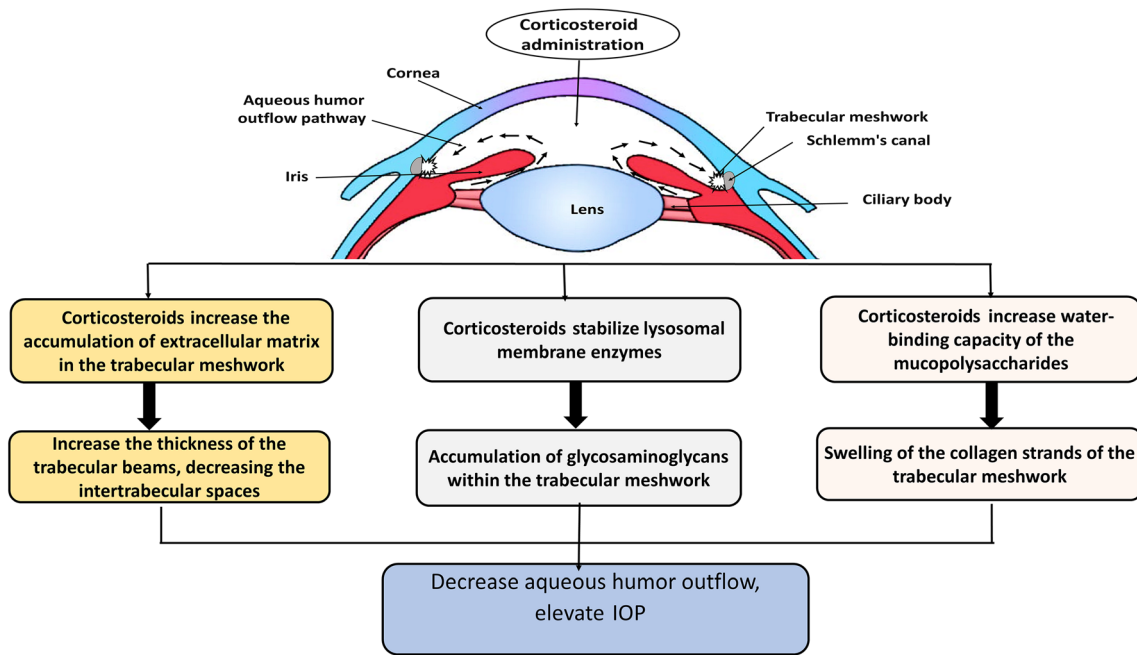 Corticosteroid
administration
Cornea
Aqueous humor
outflow pathway
Trabecular meshwork
Schlemm's canal
Iris
Ciliary body
Lens
Corticosteroids increase the
accumulation of extracellular matrix
in the trabecular meshwork
Corticosteroids stabilize lysosomal
membrane enzymes
Corticosteroids increase water-
binding capacity of the
mucopolysaccharides
Increase the thickness of the
trabecular beams, decreasing the
intertrabecular spaces
Accumulation of glycosaminoglycans
within the trabecular meshwork
Swelling of the collagen strands of the
trabecular meshwork
Decrease aqueous humor outflow,
elevate IOP